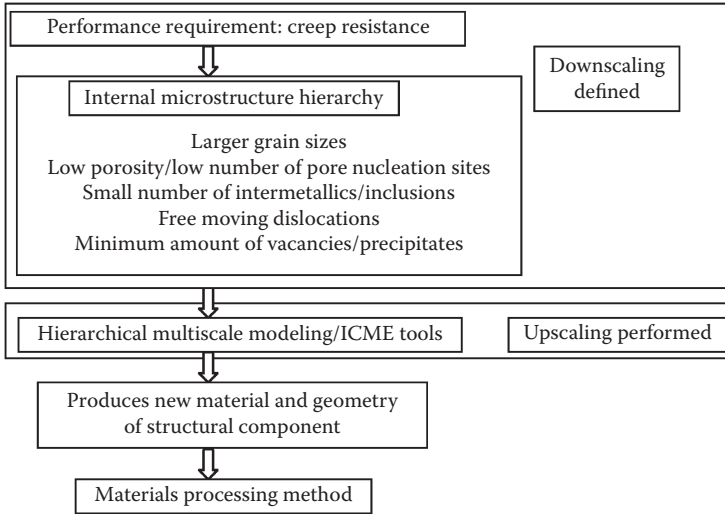 Performance requirement: creep resistance
Downscaling
defined
Internal microstructure hierarchy
Larger grain sizes
Low porosity/low number of pore nucleation sites
Small number of intermetallics/inclusions
Free moving dislocations
Minimum amount of vacancies/precipitates
Hierarchical multiscale modeling/ICME tools
Upscaling performed
Produces new material and geometry
of structural component
Materials processing method